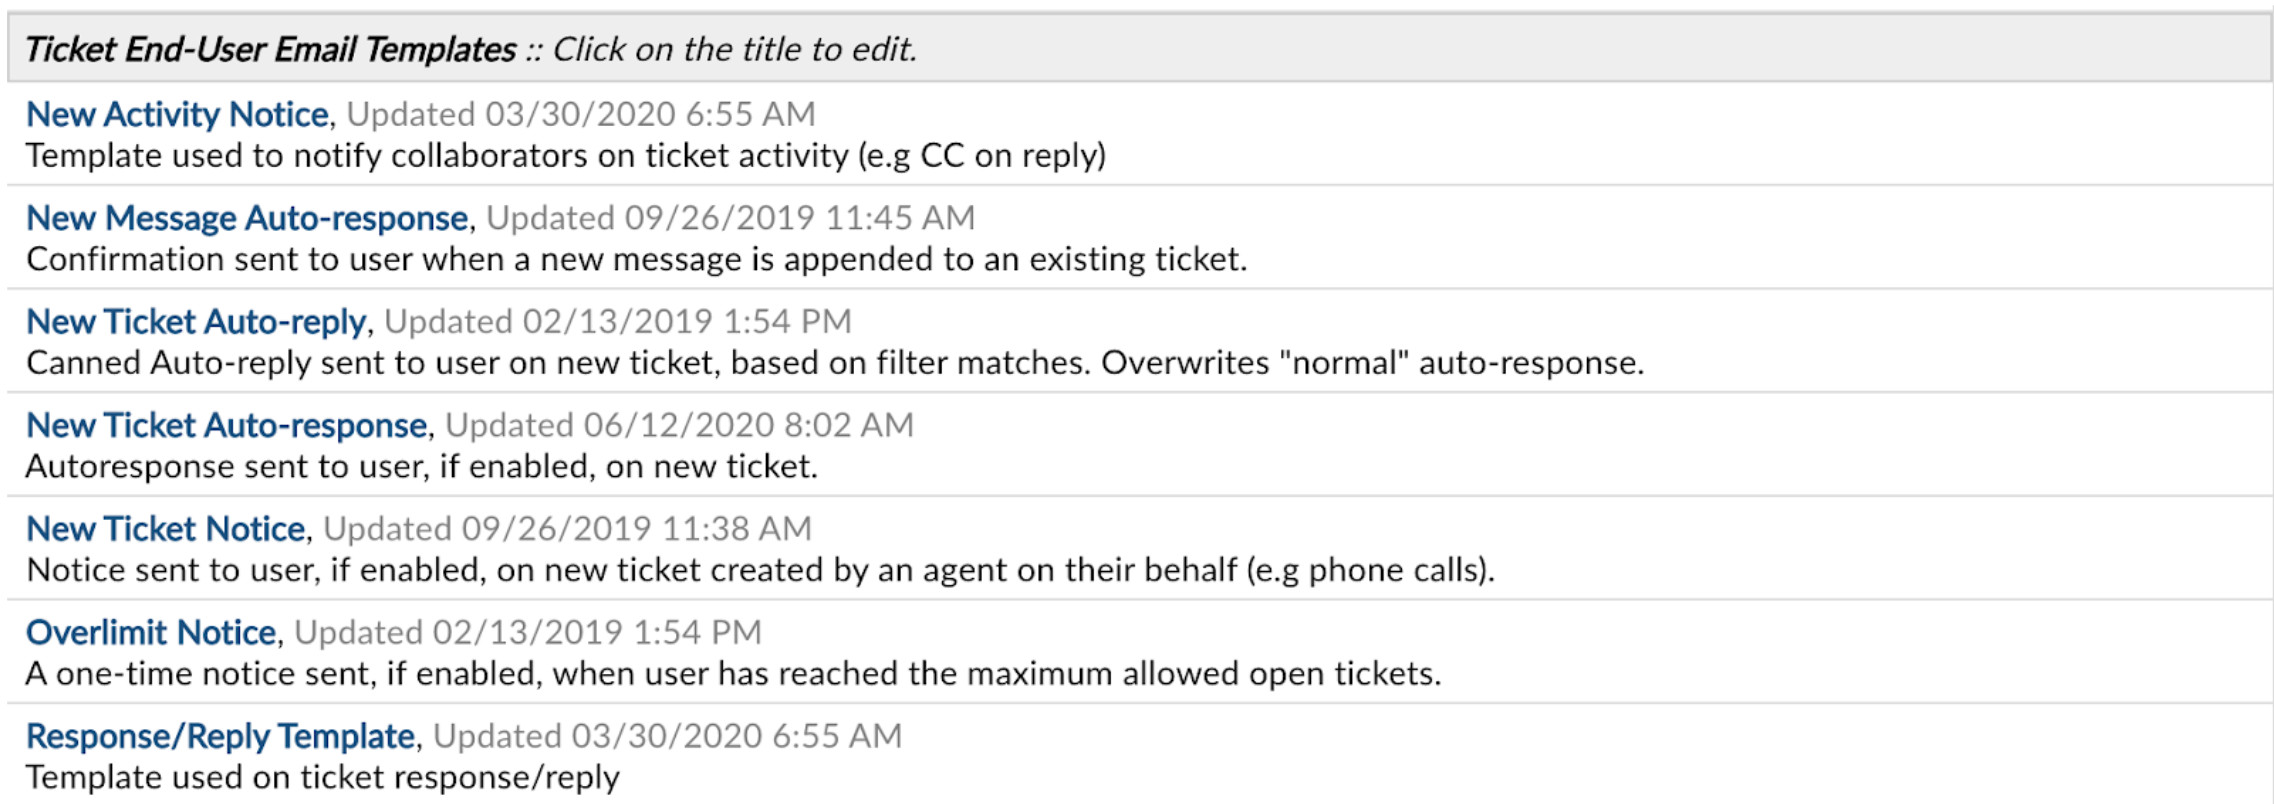 Ticket End-User Email Templates :: Click on the title to edit.
New Activity Notice, Updated 03/30/2020 6:55 AM
Template used to notify collaborators on ticket activity (e.g CC on reply)
New Message Auto-response, Updated 09/26/2019 11:45 AM
Confirmation sent to user when a new message is appended to an existing ticket.
New Ticket Auto-reply, Updated 02/13/2019 1:54 PM
Canned Auto-reply sent to user on new ticket, based on filter matches. Overwrites "normal" auto-response.
New Ticket Auto-response, Updated 06/12/2020 8:02 AM
Autoresponse sent to user, if enabled, on new ticket.
New Ticket Notice, Updated 09/26/2019 11:38 AM
Notice sent to user, if enabled, on new ticket created by an agent on their behalf (e.g phone calls).
Overlimit Notice, Updated 02/13/2019 1:54 PM
A one-time notice sent, if enabled, when user has reached the maximum allowed open tickets.
Response/Reply Template, Updated 03/30/2020 6:55 AM
Template used on ticket response/reply